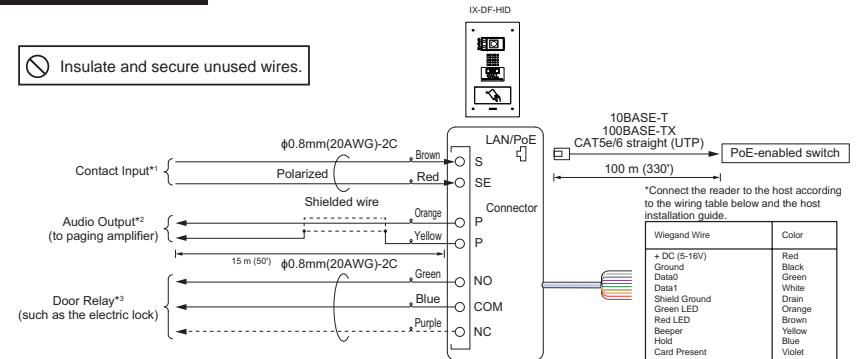 IX-DF-HID
Insulate and secure unused wires.
10BASE-T
100BASE-TX
CAT5e/6 straight (UTP)
PoE-enabled switch
100 m (330')
LAN/PoE
Connector
ϕ0.8mm(20AWG)-2C
Contact Input*1
Polarized
Brown
S
Red
SE
Shielded wire
Audio Output*2
(to paging amplifier)
Orange
P
Yellow
P
15 m (50')
ϕ0.8mm(20AWG)-2C
Door Relay*3
(such as the electric lock)
Green
NO
Blue
COM
Purple
NC
*Connect the reader to the host according
to the wiring table below and the host
installation guide.
Wiegand Wire Color
+ DC (5-16V) Red
Ground Black
Data0 Green
Data1 White
Shield Ground Drain
Green LED Orange
Red LED Brown
Beeper Yellow
Hold Blue
Card Present Violet